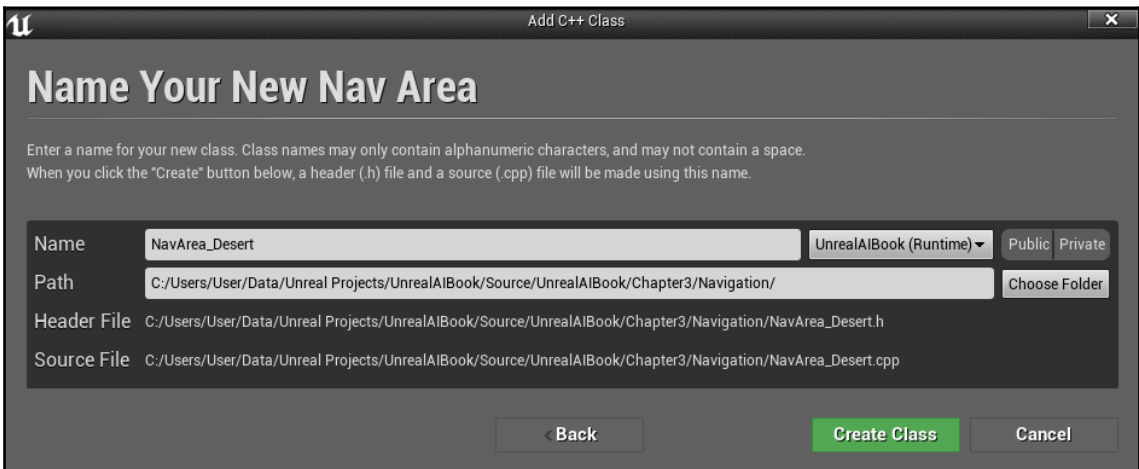 Add C++ Class
Name Your New Nav Area
Enter a name for your new class. Class names may only contain alphanumeric characters, and may not contain a space.
When you click the "Create" button below, a header (.h) file and a source (.cpp) file will be made using this name.
Name NavArea_Desert UnrealAIBook (Runtime) Public Private
Path C:/Users/User/Data/Unreal Projects/UnrealAIBook/Source/UnrealAIBook/Chapter3/Navigation/ Choose Folder
Header File C:/Users/User/Data/Unreal Projects/UnrealAIBook/Source/UnrealAIBook/Chapter3/Navigation/NavArea_Desert.h
Source File C:/Users/User/Data/Unreal Projects/UnrealAIBook/Source/UnrealAIBook/Chapter3/Navigation/NavArea_Desert.cpp
Back Create Class Cancel